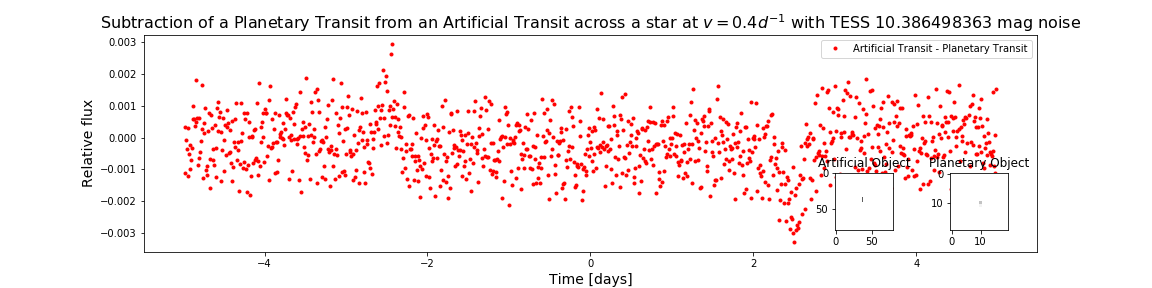 Subtraction of a Planetary Transit from an Artificial Transit across a star at v = 0.4d⁻¹ with TESS 10.386498363 mag noise
Artificial Transit - Planetary Transit
Relative flux
0.003
0.002
0.001
0.000
−0.001
−0.002
−0.003
Artificial Object
0
50
0 50
Planetary Object
0
10
0 10
−4 −2 0 2 4
Time [days]